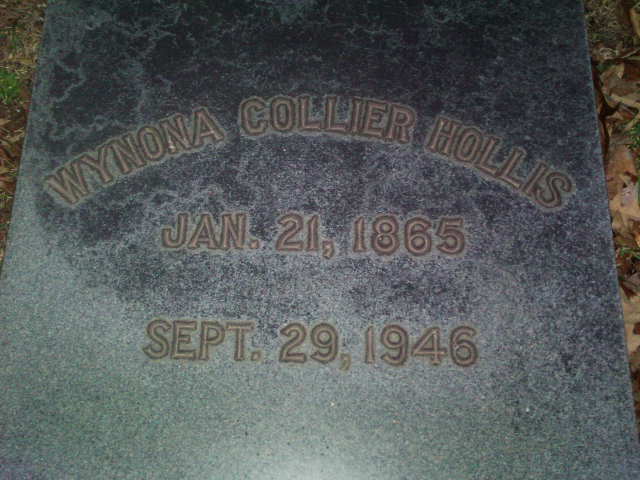 WYNONA COLLIER HOLLIS
JAN. 21, 1865
SEPT. 29, 1946